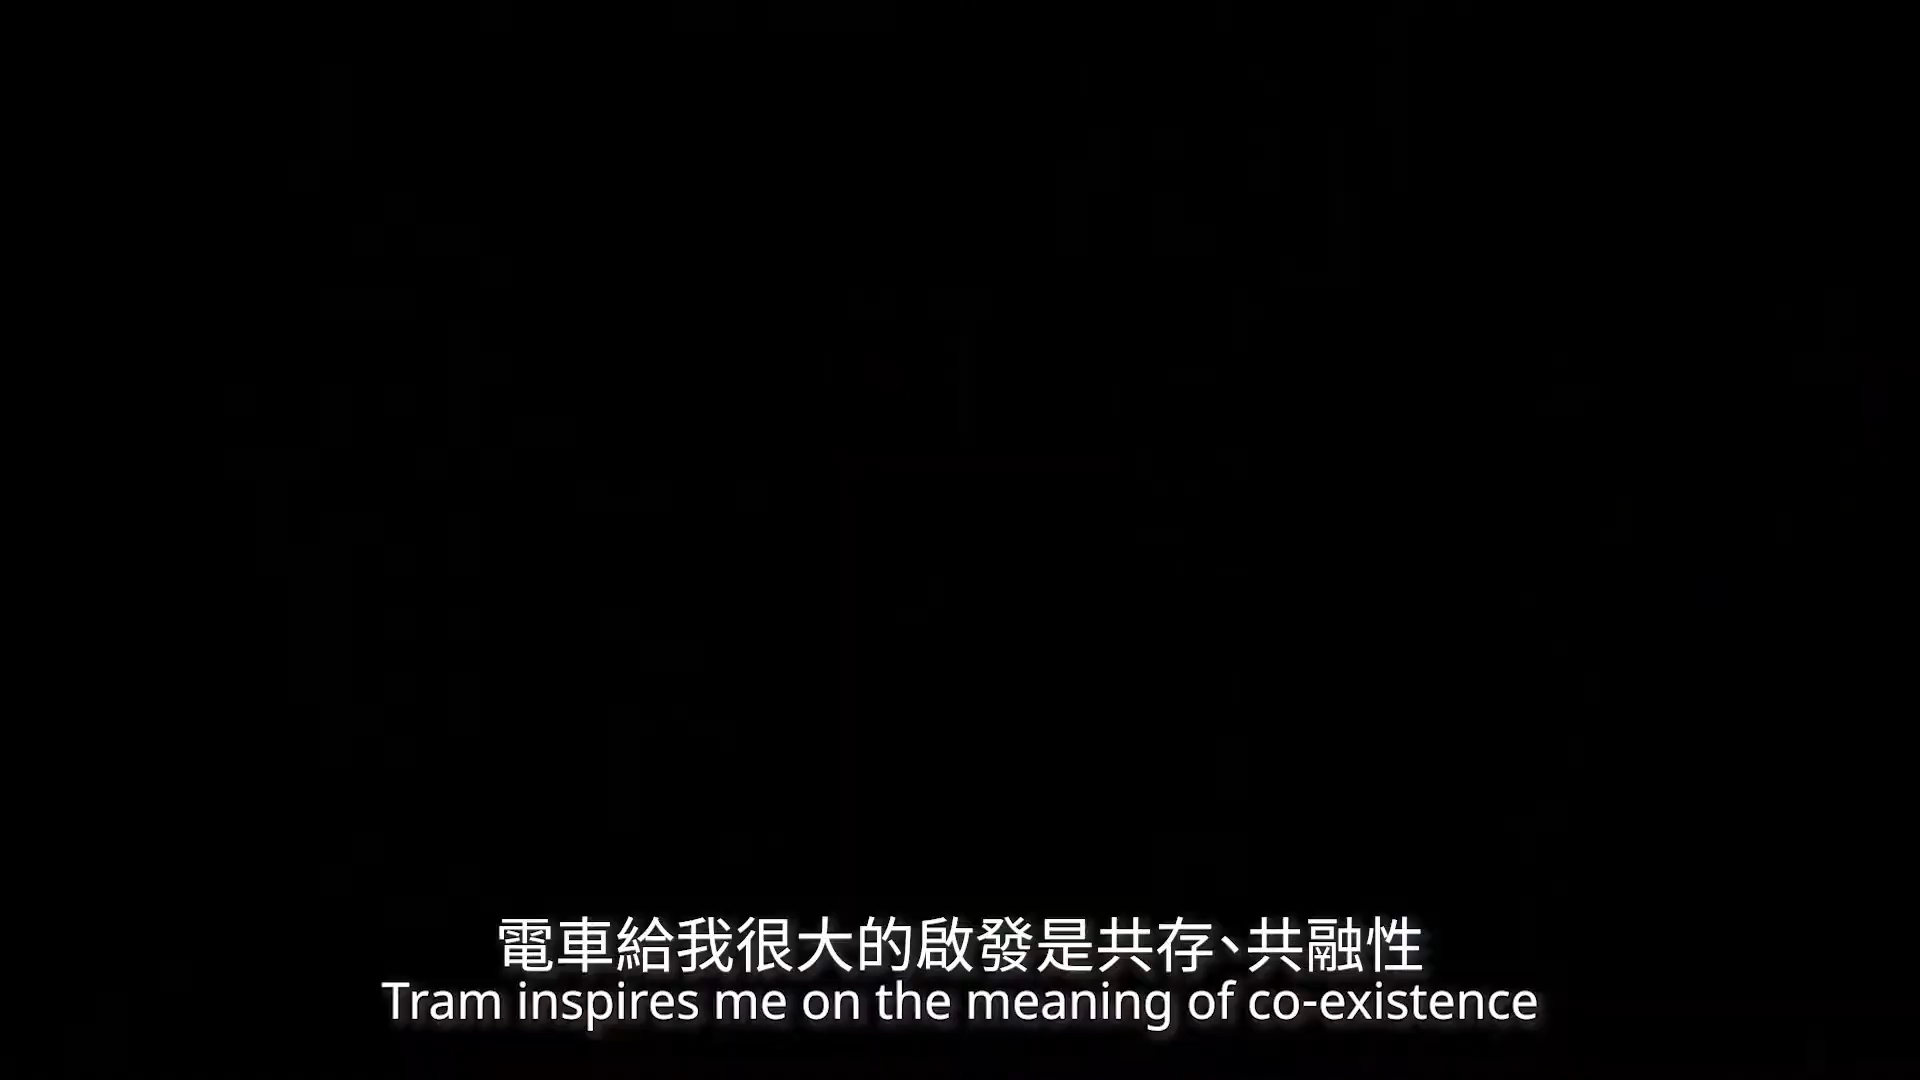 電車給我很大的啟發是共存、共融性
Tram inspires me on the meaning of co-existence